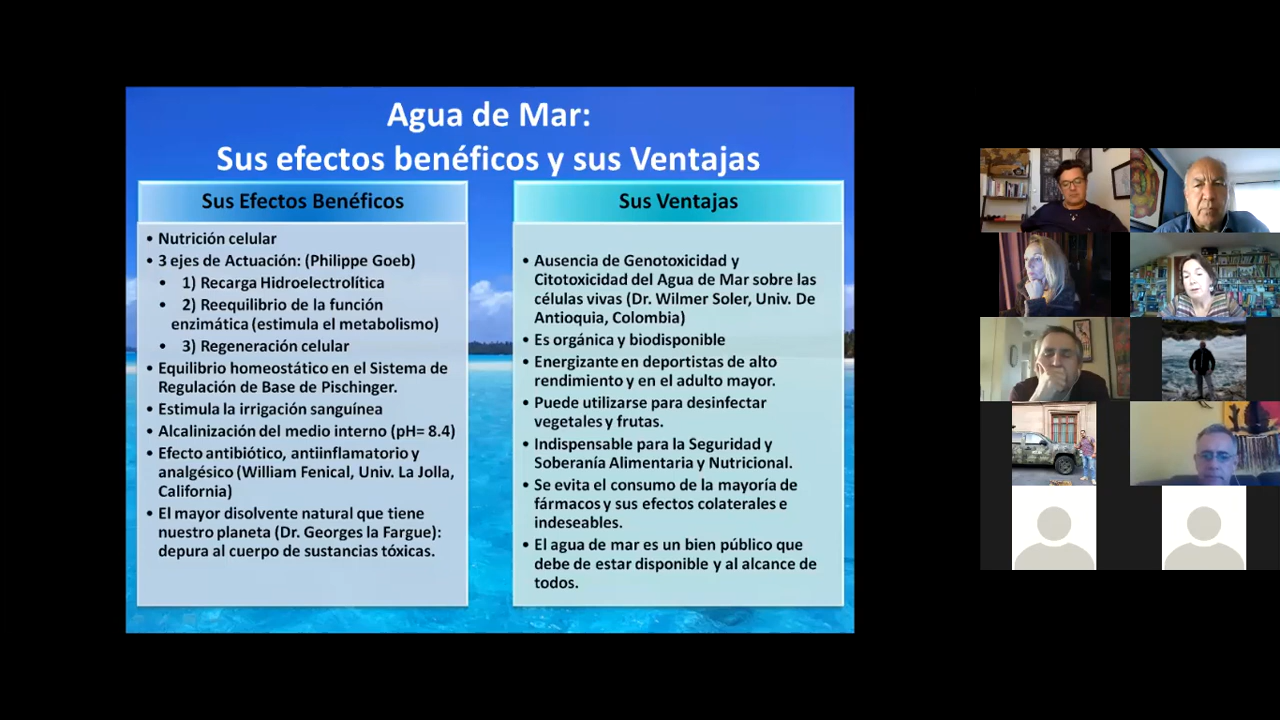 Agua de Mar:
Sus efectos benéficos y sus Ventajas
Sus Efectos Benéficos
• Nutrición celular
• 3 ejes de Actuación: (Philippe Goeb)
• 1) Recarga Hidroelectrolítica
• 2) Reequilibrio de la función
enzimática (estimula el metabolismo)
• 3) Regeneración celular
• Equilibrio homeostático en el Sistema de
Regulación de Base de Pischinger.
• Estimula la irrigación sanguínea
• Alcalinización del medio interno (pH= 8.4)
• Efecto antibiótico, antiinflamatorio y
analgésico (William Fenical, Univ. La Jolla,
California)
• El mayor disolvente natural que tiene
nuestro planeta (Dr. Georges la Fargue):
depura al cuerpo de sustancias tóxicas.
Sus Ventajas
• Ausencia de Genotoxicidad y
Citotoxicidad del Agua de Mar sobre las
células vivas (Dr. Wilmer Soler, Univ. De
Antioquia, Colombia)
• Es orgánica y biodisponible
• Energizante en deportistas de alto
rendimiento y en el adulto mayor.
• Puede utilizarse para desinfectar
vegetales y frutas.
• Indispensable para la Seguridad y
Soberanía Alimentaria y Nutricional.
• Se evita el consumo de la mayoría de
fármacos y sus efectos colaterales e
indeseables.
• El agua de mar es un bien público que
debe de estar disponible y al alcance de
todos.